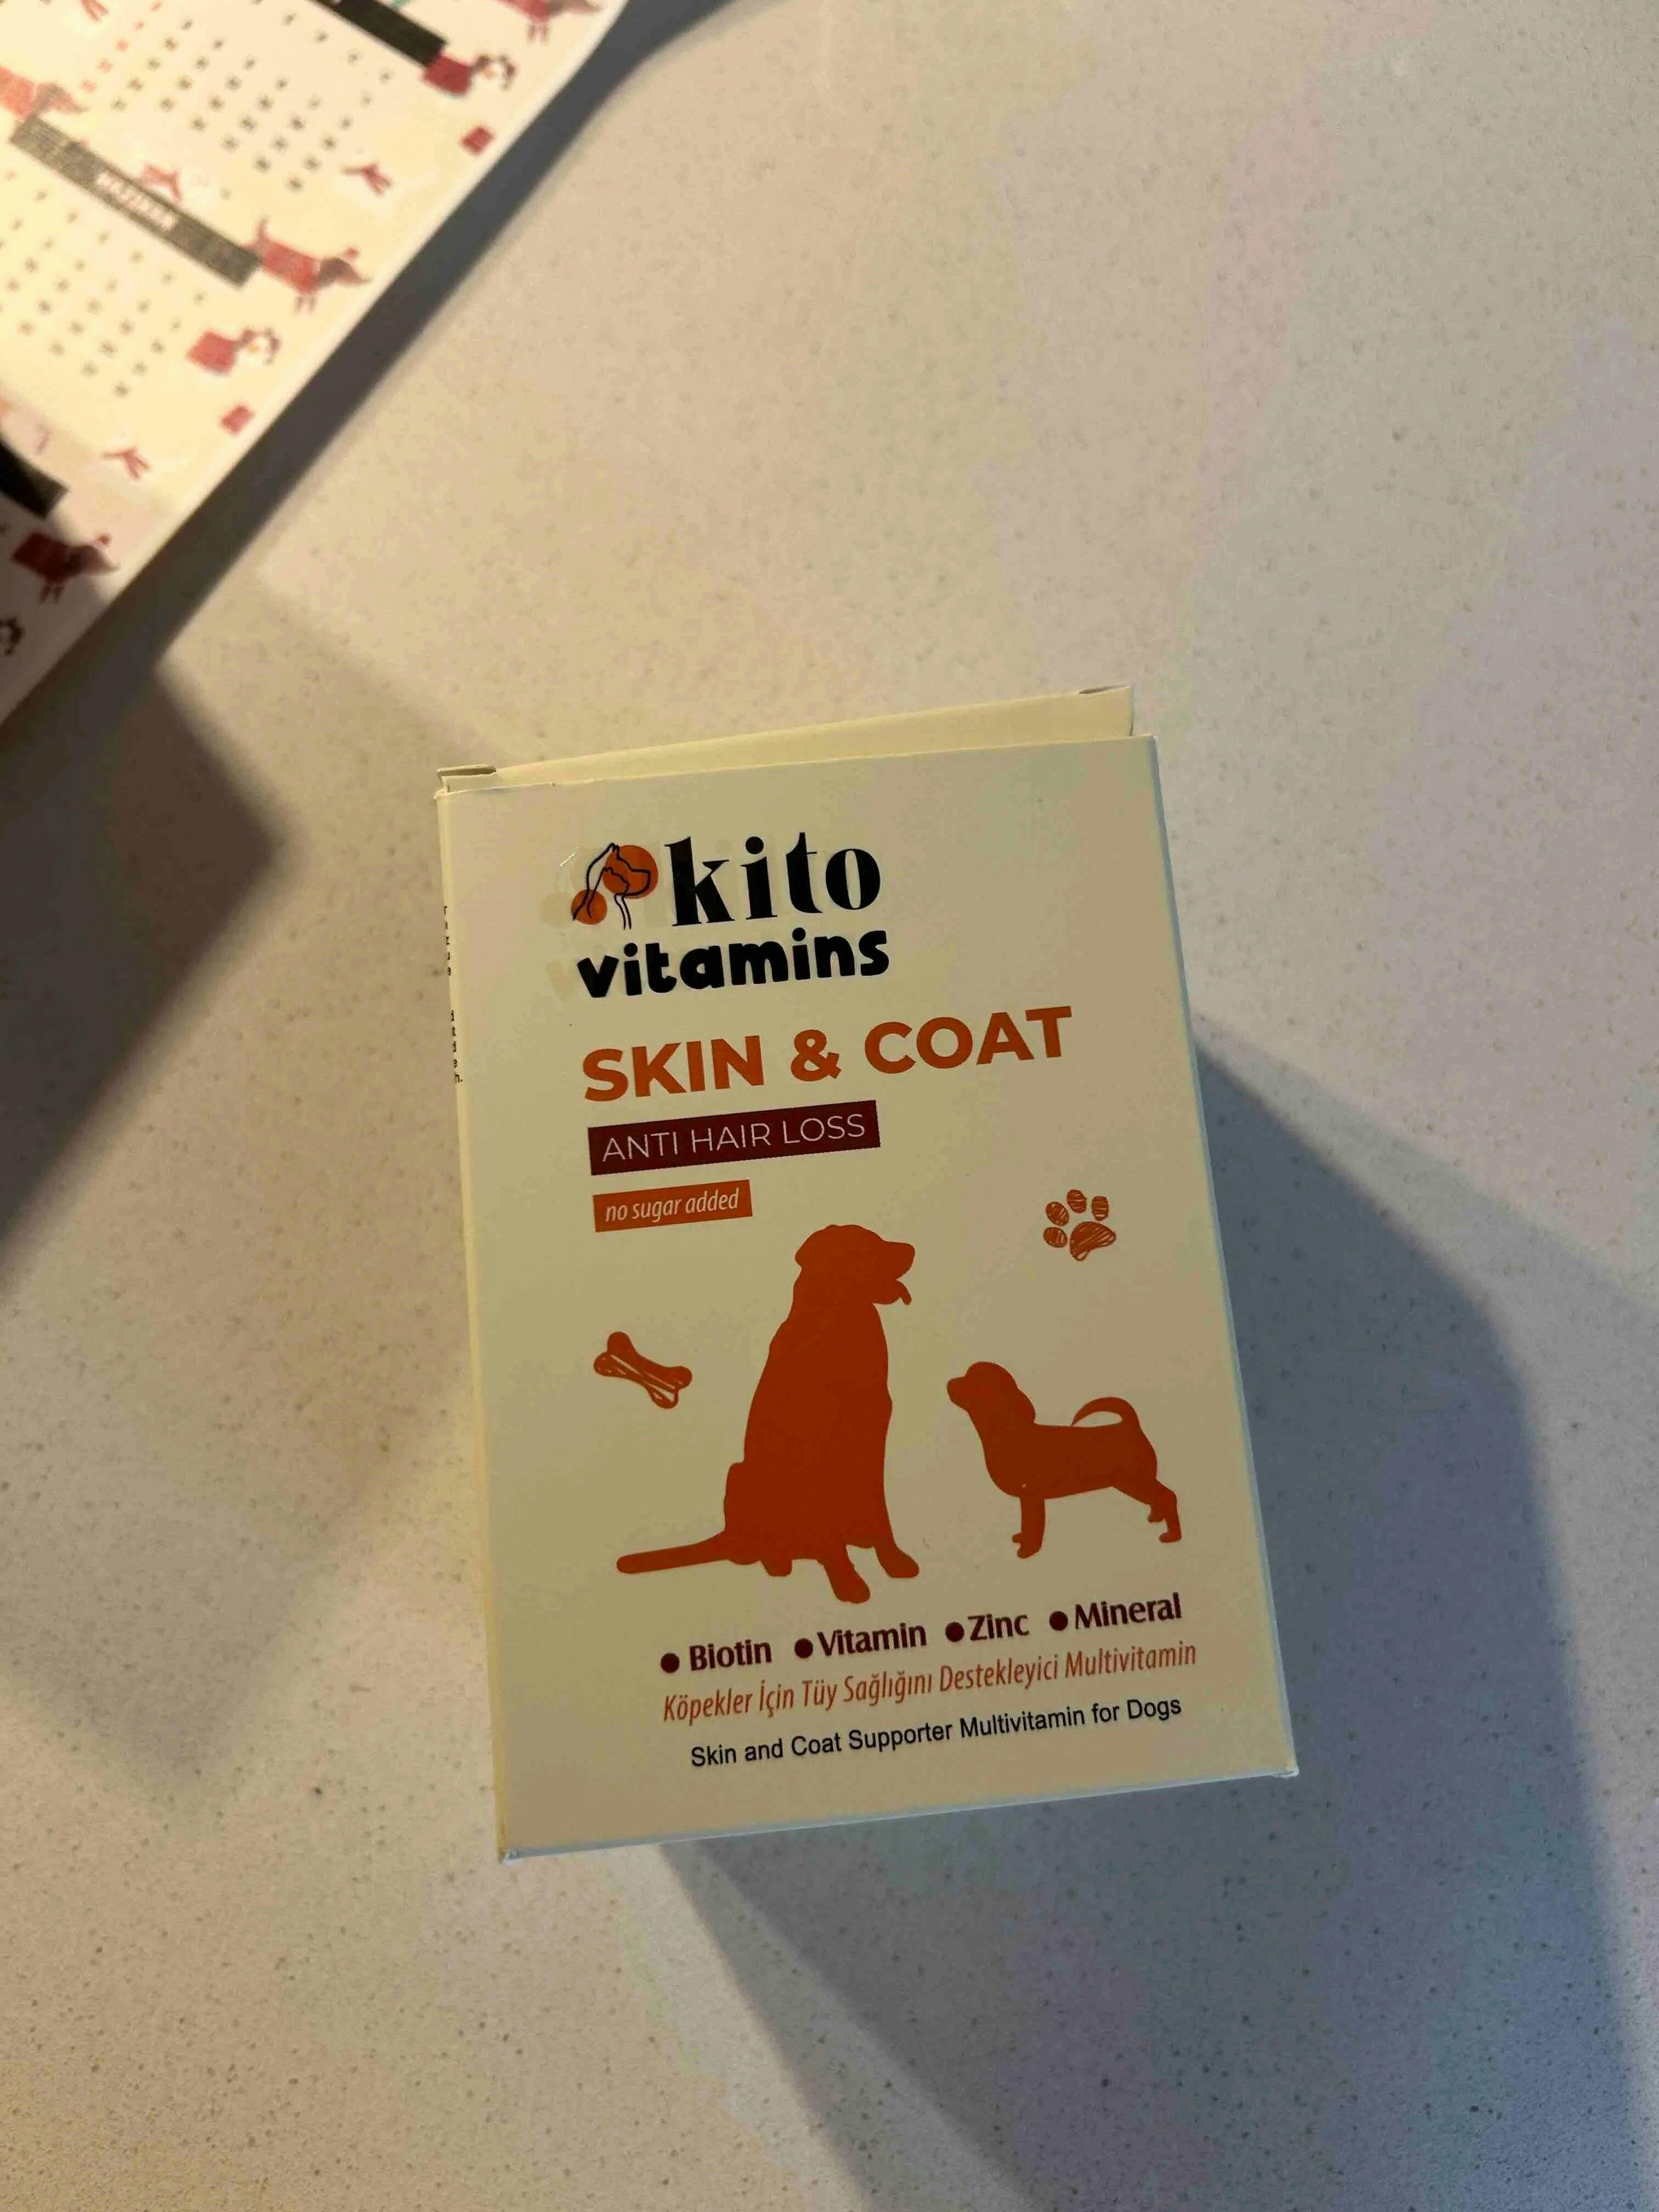 kito
vitamins
SKIN & COAT
ANTI HAIR LOSS
no sugar added
● Biotin ● Vitamin ● Zinc ● Mineral
Köpekler İçin Tüy Sağlığını Destekleyici Multivitamin
Skin and Coat Supporter Multivitamin for Dogs